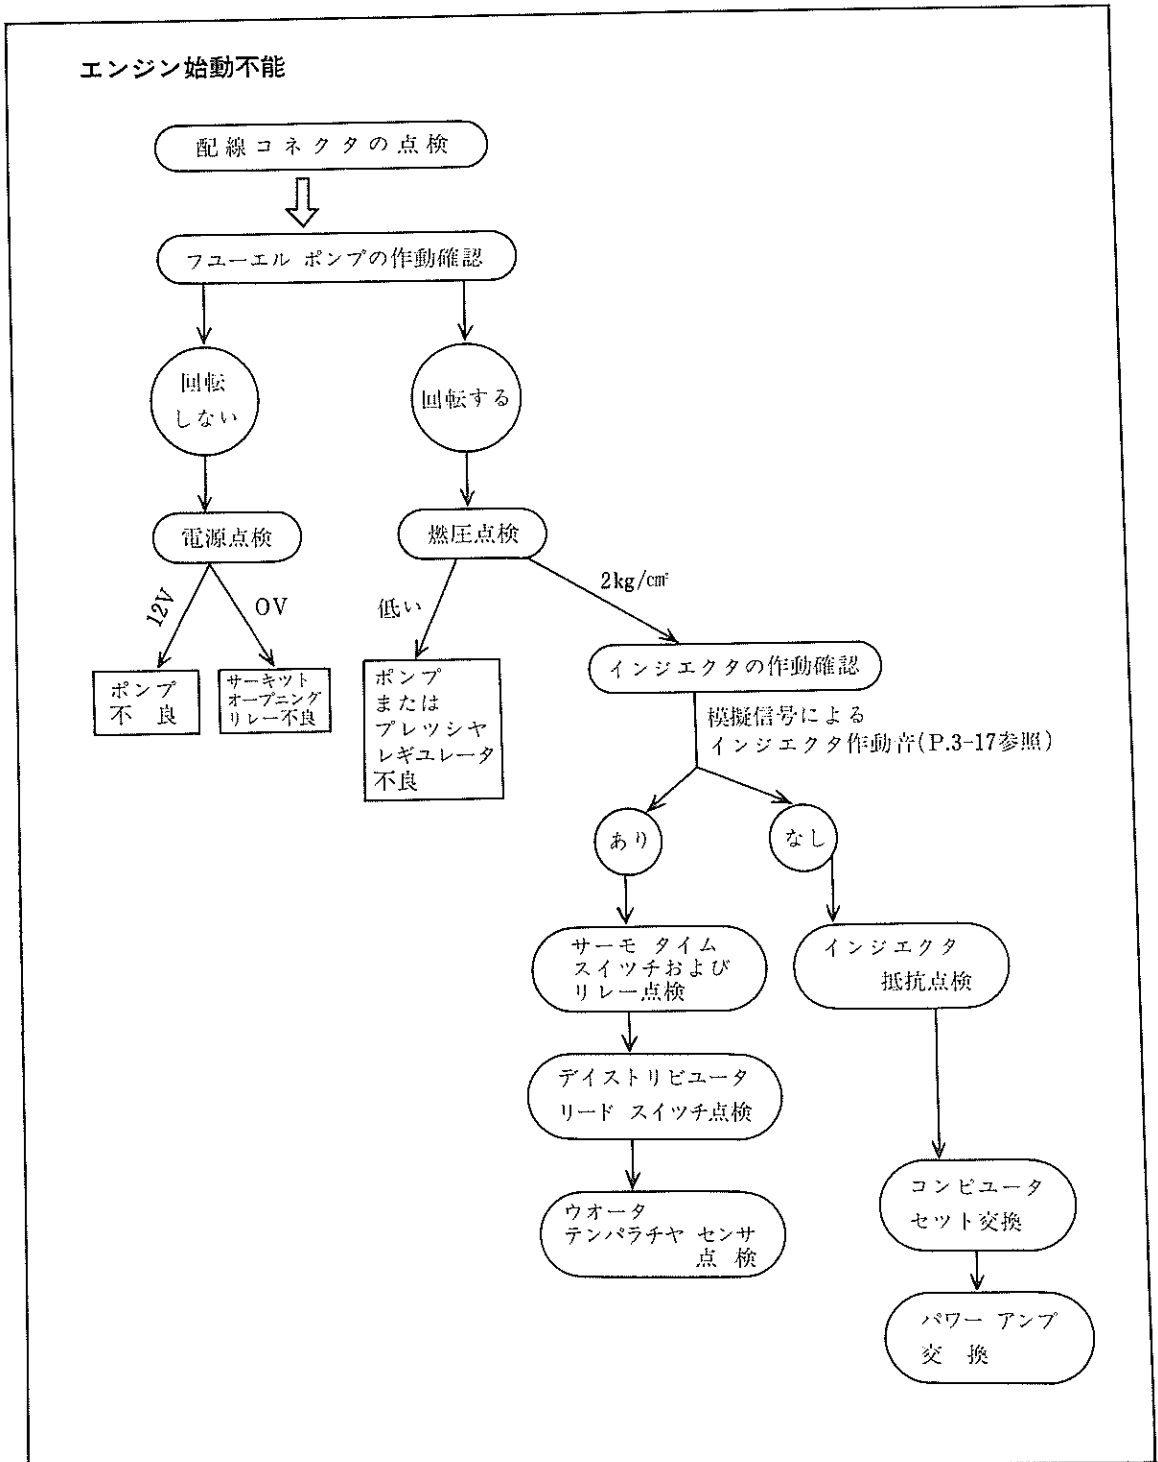 エンジン始動不能
配線コネクタの点検
フユーエル ポンプの作動確認
回転
しない
回転する
電源点検
燃圧点検
12V
OV
低い
2kg/cm²
ポンプ
不良
サーキツト
オープニング
リレー不良
ポンプ
または
プレツシヤ
レギユレータ
不良
インジエクタの作動確認
模擬信号による
インジエクタ作動音(P.3-17参照)
あり
なし
サーモ タイム
スイツチおよび
リレー点検
インジエクタ
抵抗点検
デイストリビユータ
リード スイツチ点検
ウオータ
テンパラチヤ センサ
点検
コンピユータ
セツト交換
パワー アンプ
交換